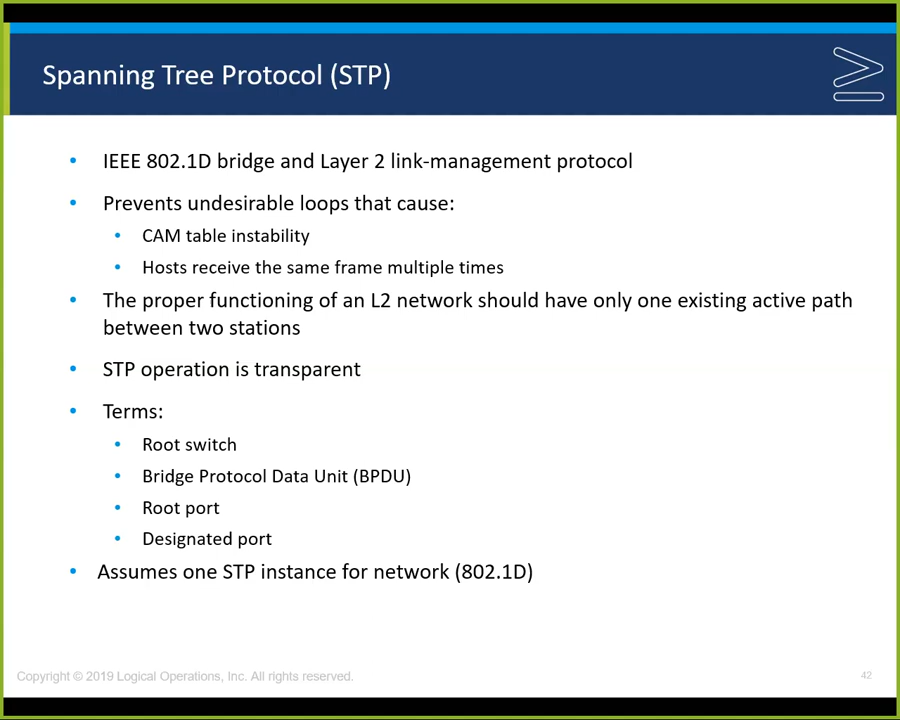 Spanning Tree Protocol (STP)
• IEEE 802.1D bridge and Layer 2 link-management protocol
• Prevents undesirable loops that cause:
• CAM table instability
• Hosts receive the same frame multiple times
• The proper functioning of an L2 network should have only one existing active path
between two stations
• STP operation is transparent
• Terms:
• Root switch
• Bridge Protocol Data Unit (BPDU)
• Root port
• Designated port
• Assumes one STP instance for network (802.1D)
Copyright © 2019 Logical Operations, Inc. All rights reserved.
42